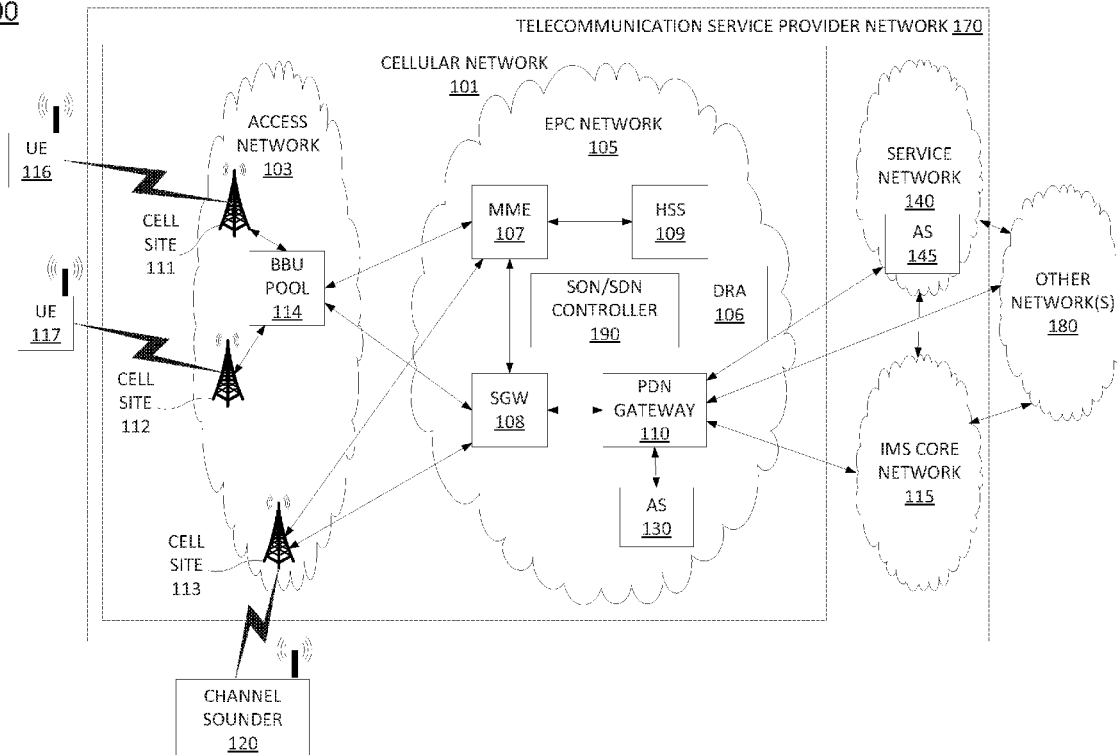 00
TELECOMMUNICATION SERVICE PROVIDER NETWORK 170
CELLULAR NETWORK
101
ACCESS
NETWORK
103
EPC NETWORK
105
UE
116
CELL
SITE
111
BBU
POOL
114
MME
107
HSS
109
SERVICE
NETWORK
140
AS
145
UE
117
SON/SDN
CONTROLLER
190
DRA
106
OTHER
NETWORK(S)
180
CELL
SITE
112
SGW
108
PDN
GATEWAY
110
IMS CORE
NETWORK
115
AS
130
CELL
SITE
113
CHANNEL
SOUNDER
120